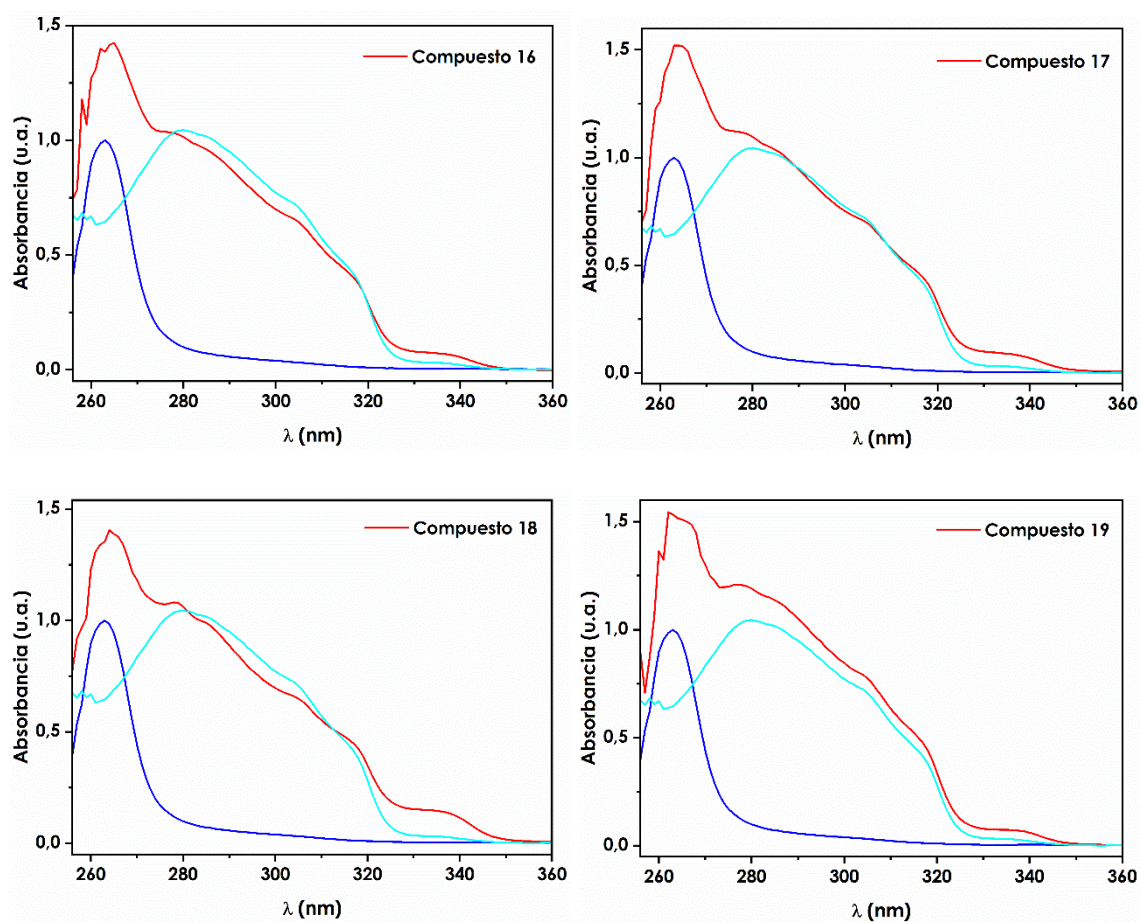 Compuesto 16
Absorbancia (u.a.)
1,5
1,0
0,5
0,0
260 280 300 320 340 360
λ (nm)
Compuesto 17
Absorbancia (u.a.)
1,5
1,0
0,5
0,0
260 280 300 320 340 360
λ (nm)
Compuesto 18
Absorbancia (u.a.)
1,5
1,0
0,5
0,0
260 280 300 320 340 360
λ (nm)
Compuesto 19
Absorbancia (u.a.)
1,5
1,0
0,5
0,0
260 280 300 320 340 360
λ (nm)